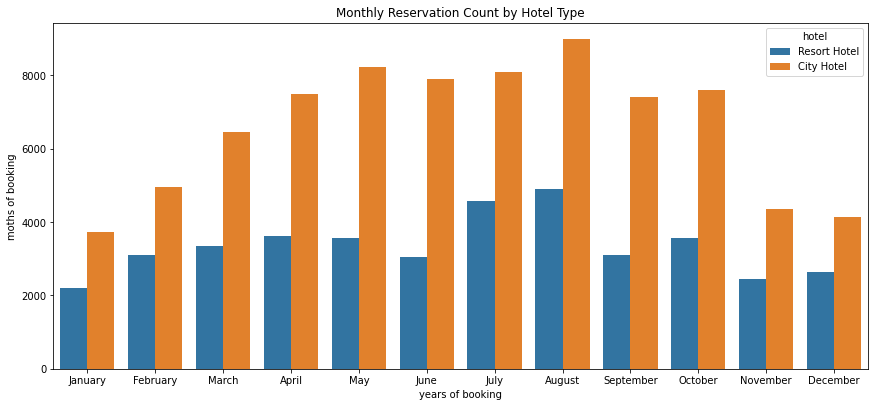 Monthly Reservation Count by Hotel Type
hotel
Resort Hotel
City Hotel
moths of booking
8000
6000
4000
2000
0
January February March April May June July August September October November December
years of booking